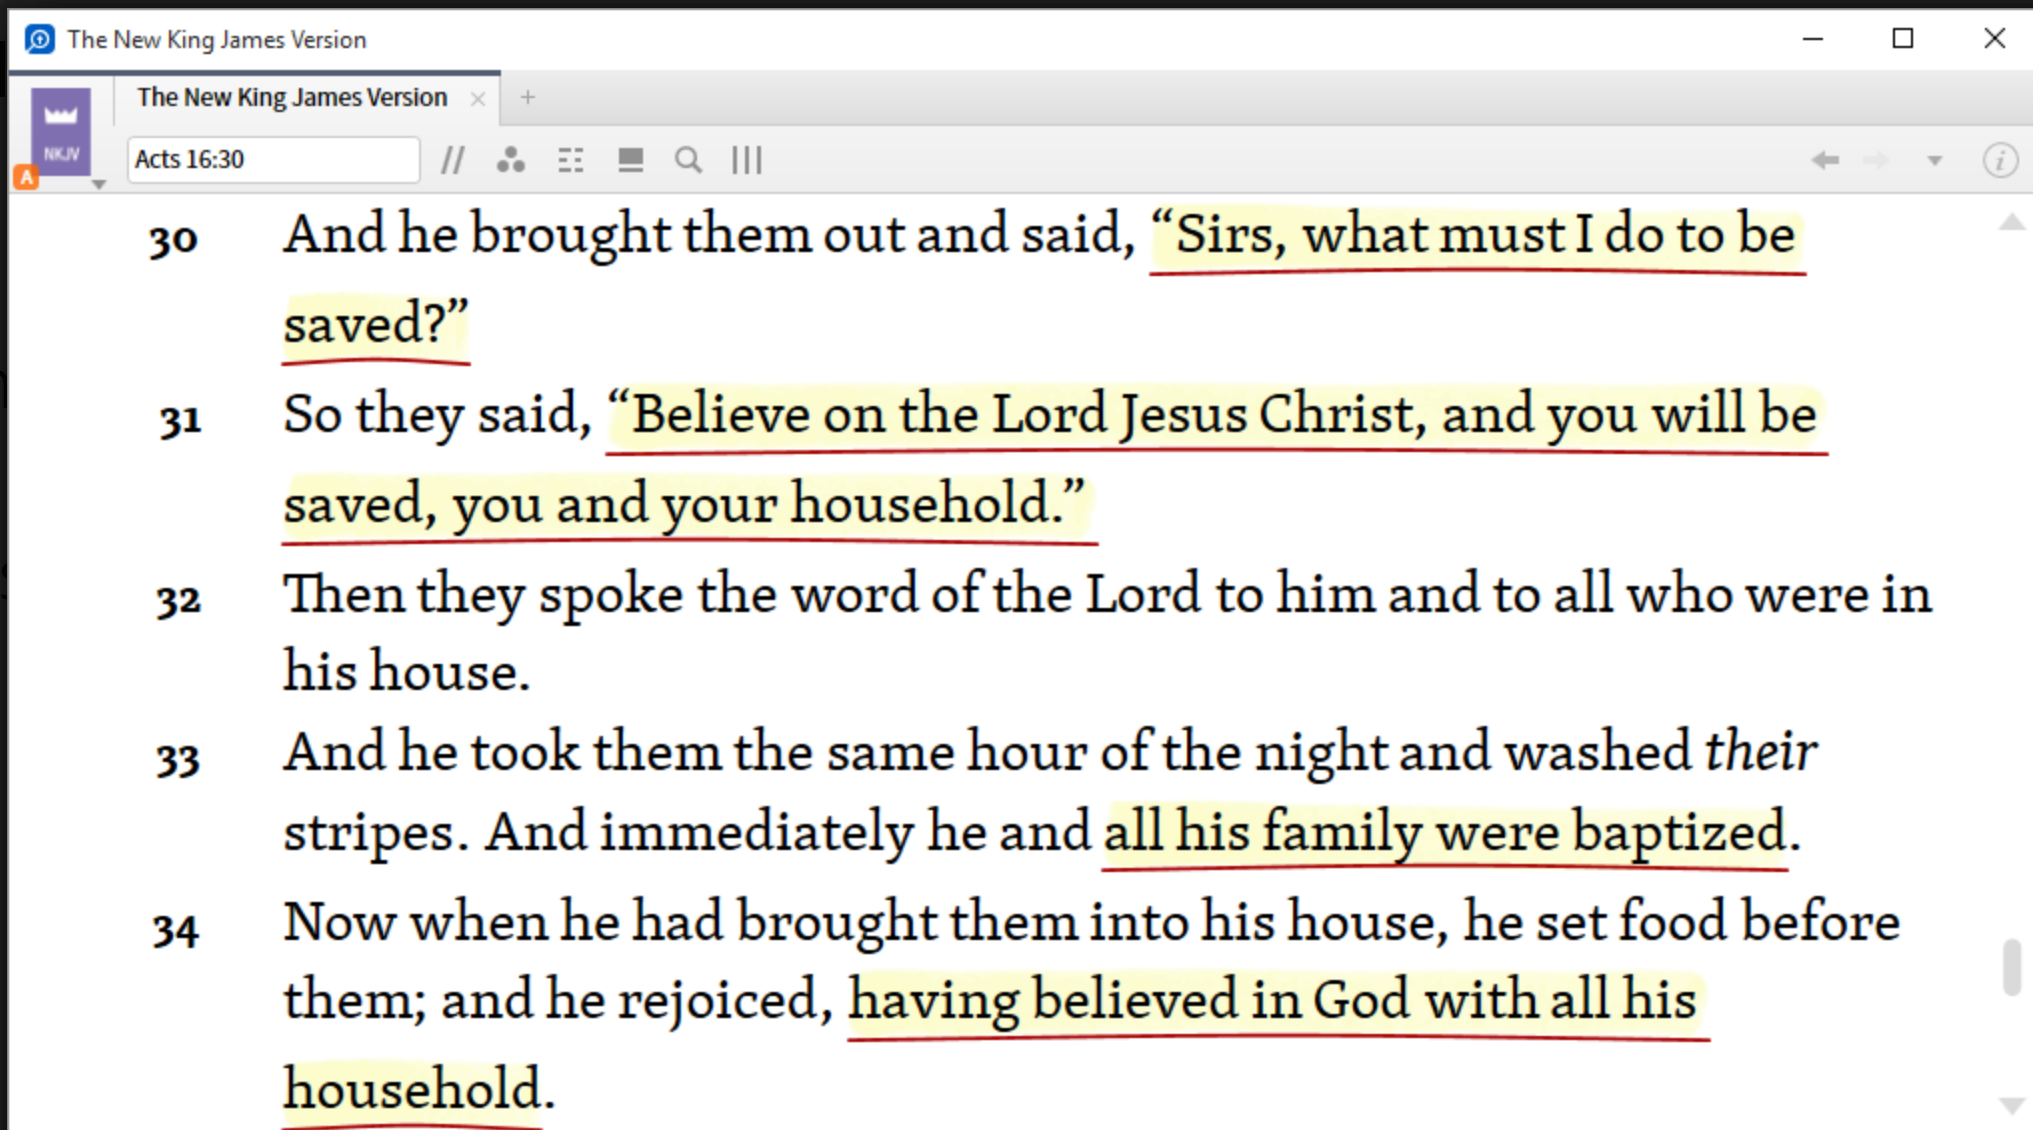 The New King James Version
The New King James Version
NKJV
A
Acts 16:30
30 And he brought them out and said, “Sirs, what must I do to be
saved?”
31 So they said, “Believe on the Lord Jesus Christ, and you will be
saved, you and your household.”
32 Then they spoke the word of the Lord to him and to all who were in
his house.
33 And he took them the same hour of the night and washed their
stripes. And immediately he and all his family were baptized.
34 Now when he had brought them into his house, he set food before
them; and he rejoiced, having believed in God with all his
household.